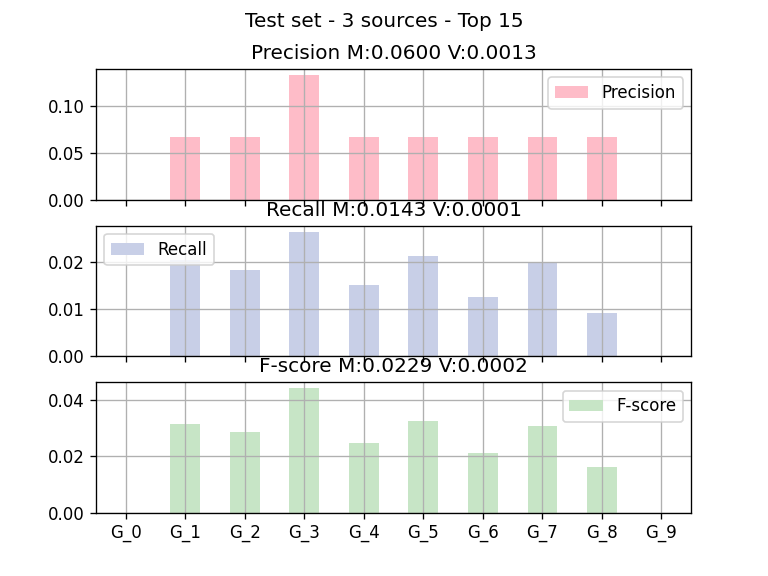 Test set - 3 sources - Top 15
Precision M:0.0600 V:0.0013
0.10
0.05
0.00
Precision
Recall M:0.0143 V:0.0001
0.02
0.01
0.00
Recall
F-score M:0.0229 V:0.0002
0.04
0.02
0.00
F-score
G_0 G_1 G_2 G_3 G_4 G_5 G_6 G_7 G_8 G_9